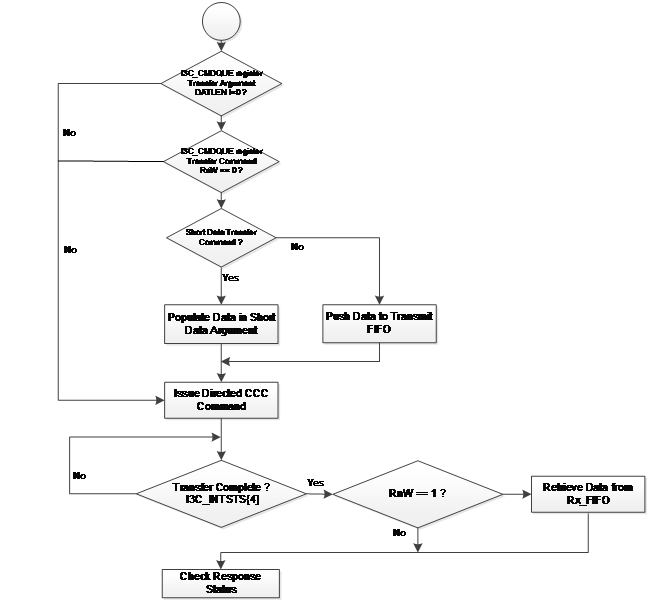 I3C_CMDQUE register
Transfer Argument
DATLEN !=0 ?
No
I3C_CMDQUE register
Transfer Command
RnW == 0 ?
Short Data Transfer
Command ?
No
No
Yes
Populate Data in Short
Data Argument
Push Data to Transmit
FIFO
Issue Directed CCC
Command
No
Transfer Complete ?
I3C_INTSTS[4]
Yes
RnW == 1 ?
Retrieve Data from
Rx_FIFO
No
Check Response
Status